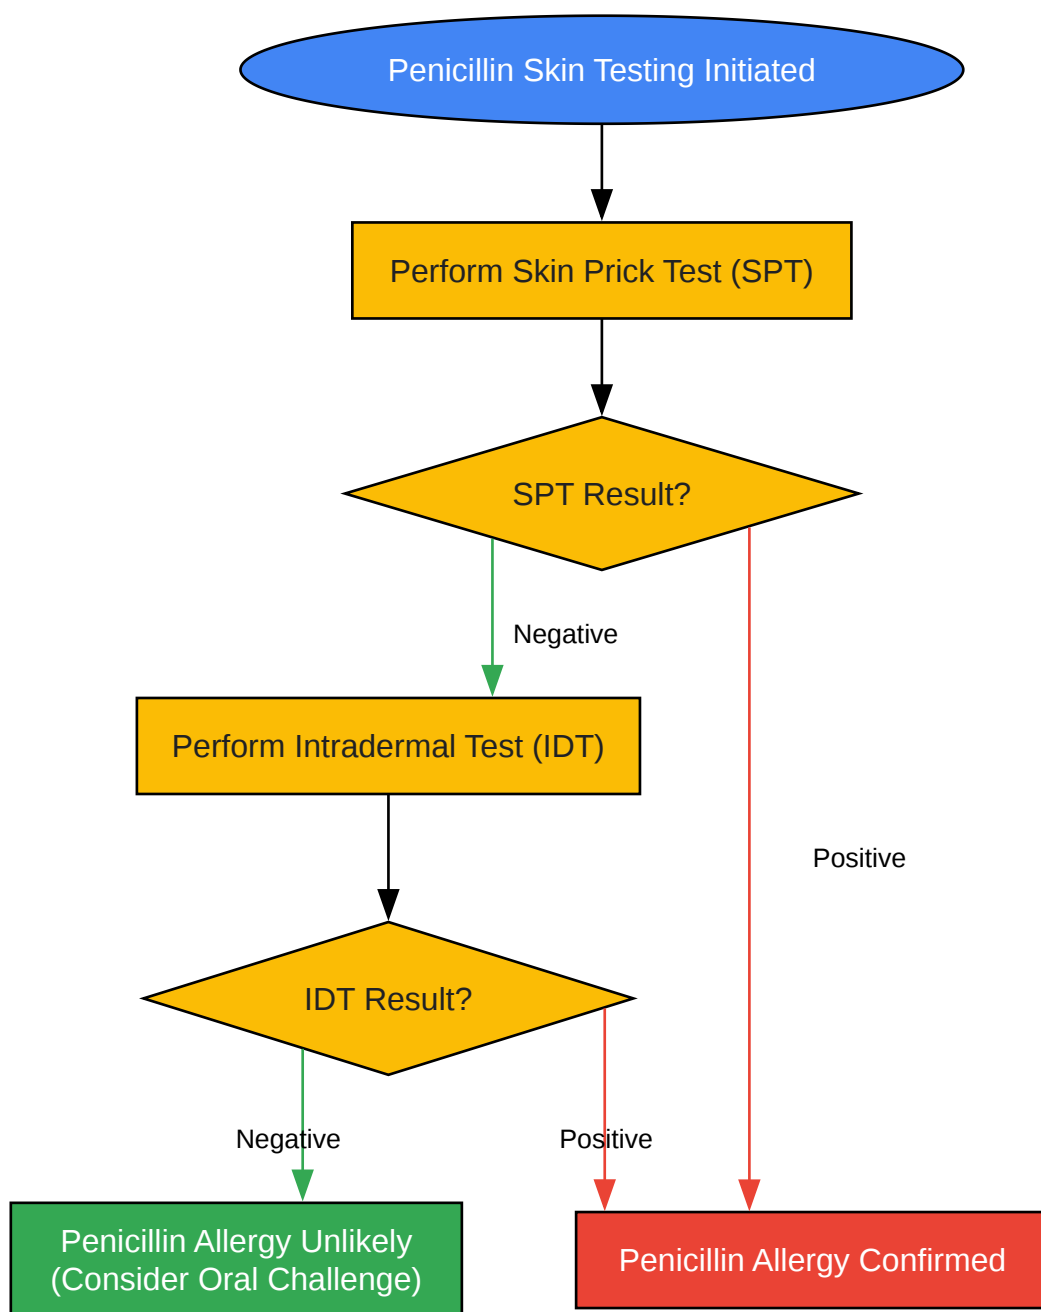 Penicillin Skin Testing Initiated
Perform Skin Prick Test (SPT)
SPT Result?
Negative
Perform Intradermal Test (IDT)
Positive
IDT Result?
Negative
Positive
Penicillin Allergy Unlikely
(Consider Oral Challenge)
Penicillin Allergy Confirmed